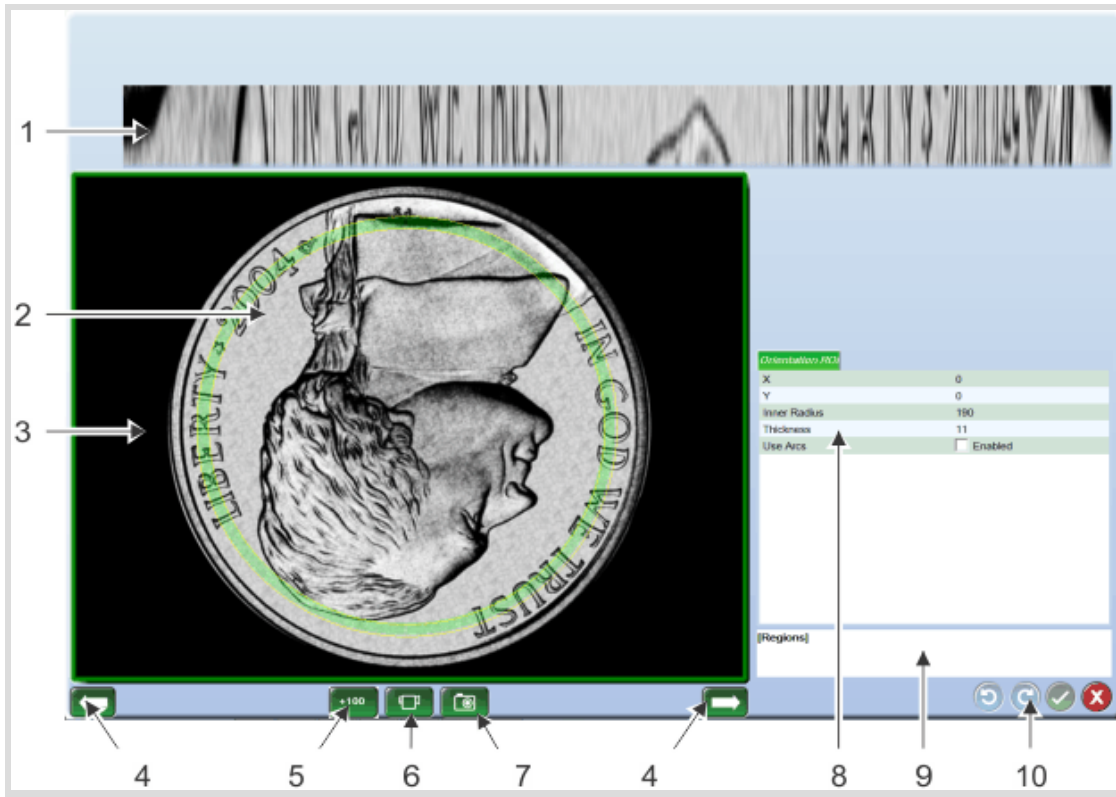 1
2
3
LIBERTY • 2004
IN GOD WE TRUST
Orientation ROI
X 0
Y 0
Inner Radius 190
Thickness 11
Use Arcs Enabled
[Regions]
+100
4 5 6 7 4 8 9 10